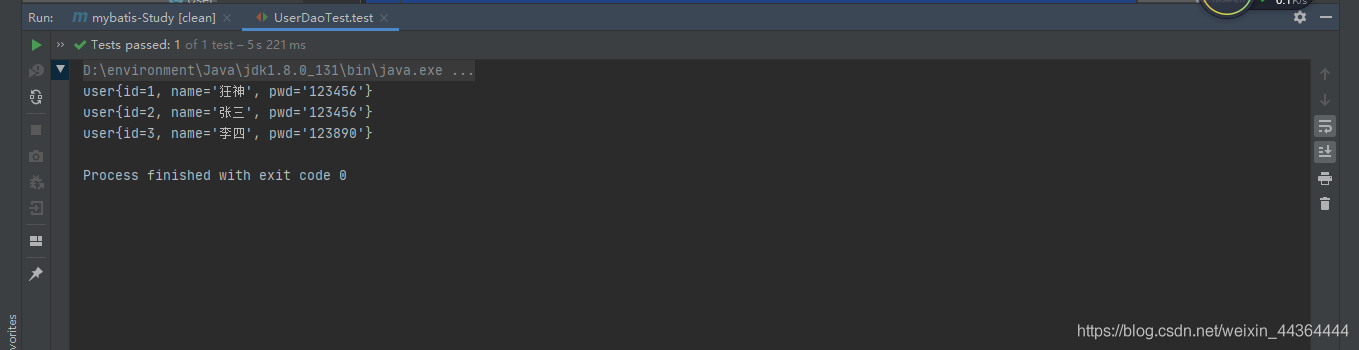 Run: mybatis-Study [clean] UserDaoTest.test
Tests passed: 1 of 1 test – 5 s 221 ms
D:\environment\Java\jdk1.8.0_131\bin\java.exe ...
user{id=1, name='狂神', pwd='123456'}
user{id=2, name='张三', pwd='123456'}
user{id=3, name='李四', pwd='123890'}
Process finished with exit code 0
vorites
https://blog.csdn.net/weixin_44364444